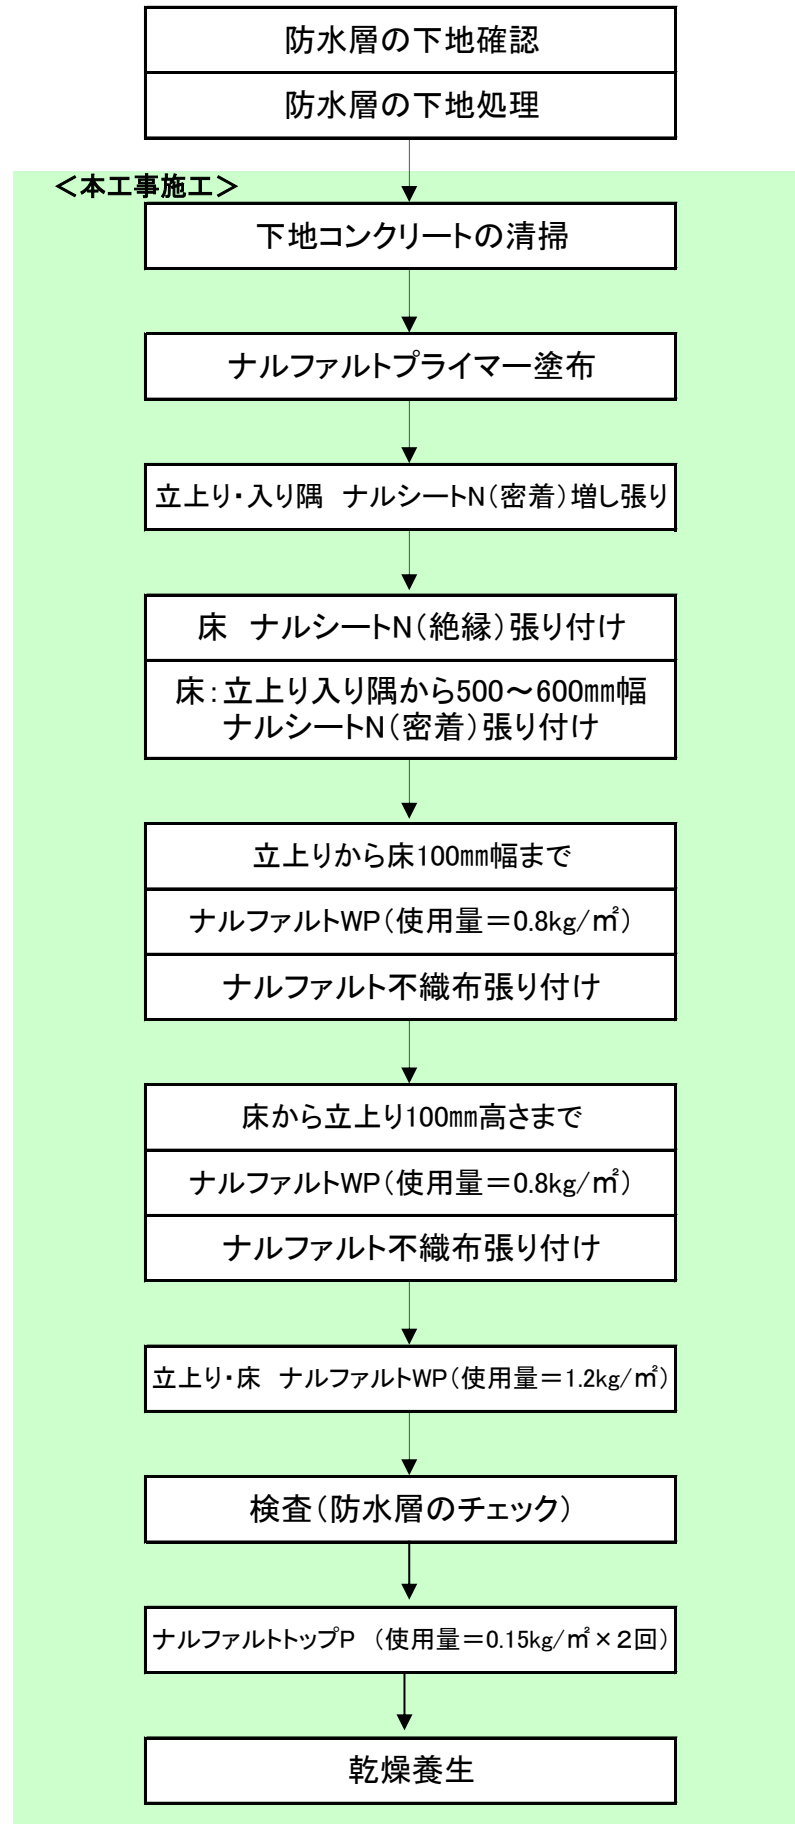 防水層の下地確認
防水層の下地処理
＜本工事施工＞
下地コンクリートの清掃
ナルファルトプライマー塗布
立上り・入り隅　ナルシートN（密着）増し張り
床　ナルシートN（絶縁）張り付け
床：立上り入り隅から500～600㎜幅
ナルシートN（密着）張り付け
立上りから床100㎜幅まで
ナルファルトWP（使用量＝0.8kg/㎡）
ナルファルト不織布張り付け
床から立上り100㎜高さまで
ナルファルトWP（使用量＝0.8kg/㎡）
ナルファルト不織布張り付け
立上り・床　ナルファルトWP（使用量＝1.2kg/㎡）
検査（防水層のチェック）
ナルファルトトップP　（使用量＝0.15kg/㎡×２回）
乾燥養生